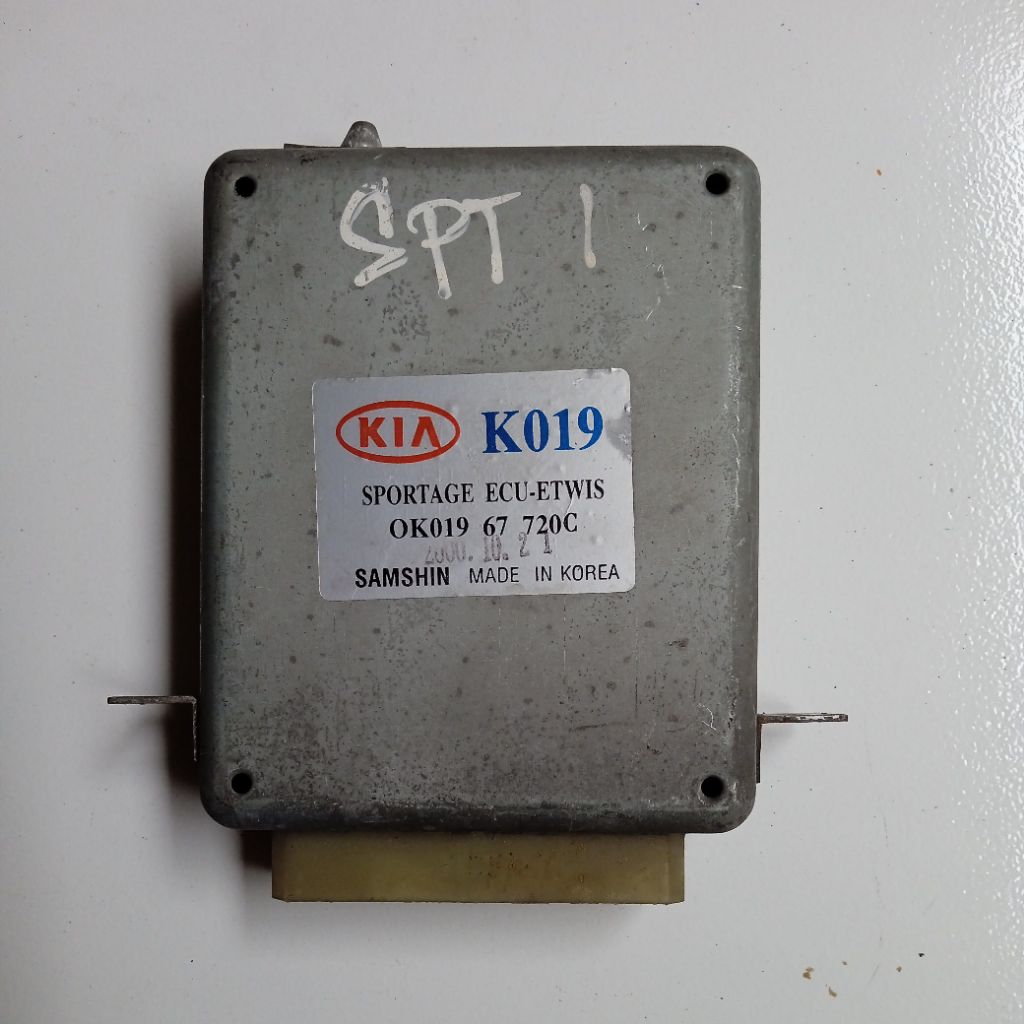 SPT 1
KIA K019
SPORTAGE ECU-ETWIS
OK019 67 720C
2000.10.21
SAMSHIN MADE IN KOREA